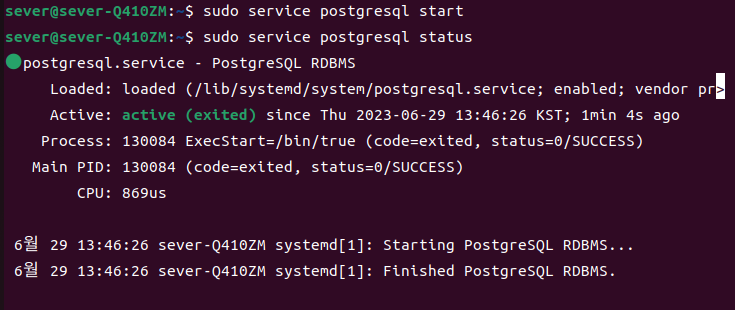 sever@sever-Q410ZM:~$ sudo service postgresql start
sever@sever-Q410ZM:~$ sudo service postgresql status
●postgresql.service - PostgreSQL RDBMS
     Loaded: loaded (/lib/systemd/system/postgresql.service; enabled; vendor pr>
     Active: active (exited) since Thu 2023-06-29 13:46:26 KST; 1min 4s ago
    Process: 130084 ExecStart=/bin/true (code=exited, status=0/SUCCESS)
   Main PID: 130084 (code=exited, status=0/SUCCESS)
        CPU: 869us
 6월 29 13:46:26 sever-Q410ZM systemd[1]: Starting PostgreSQL RDBMS...
 6월 29 13:46:26 sever-Q410ZM systemd[1]: Finished PostgreSQL RDBMS.